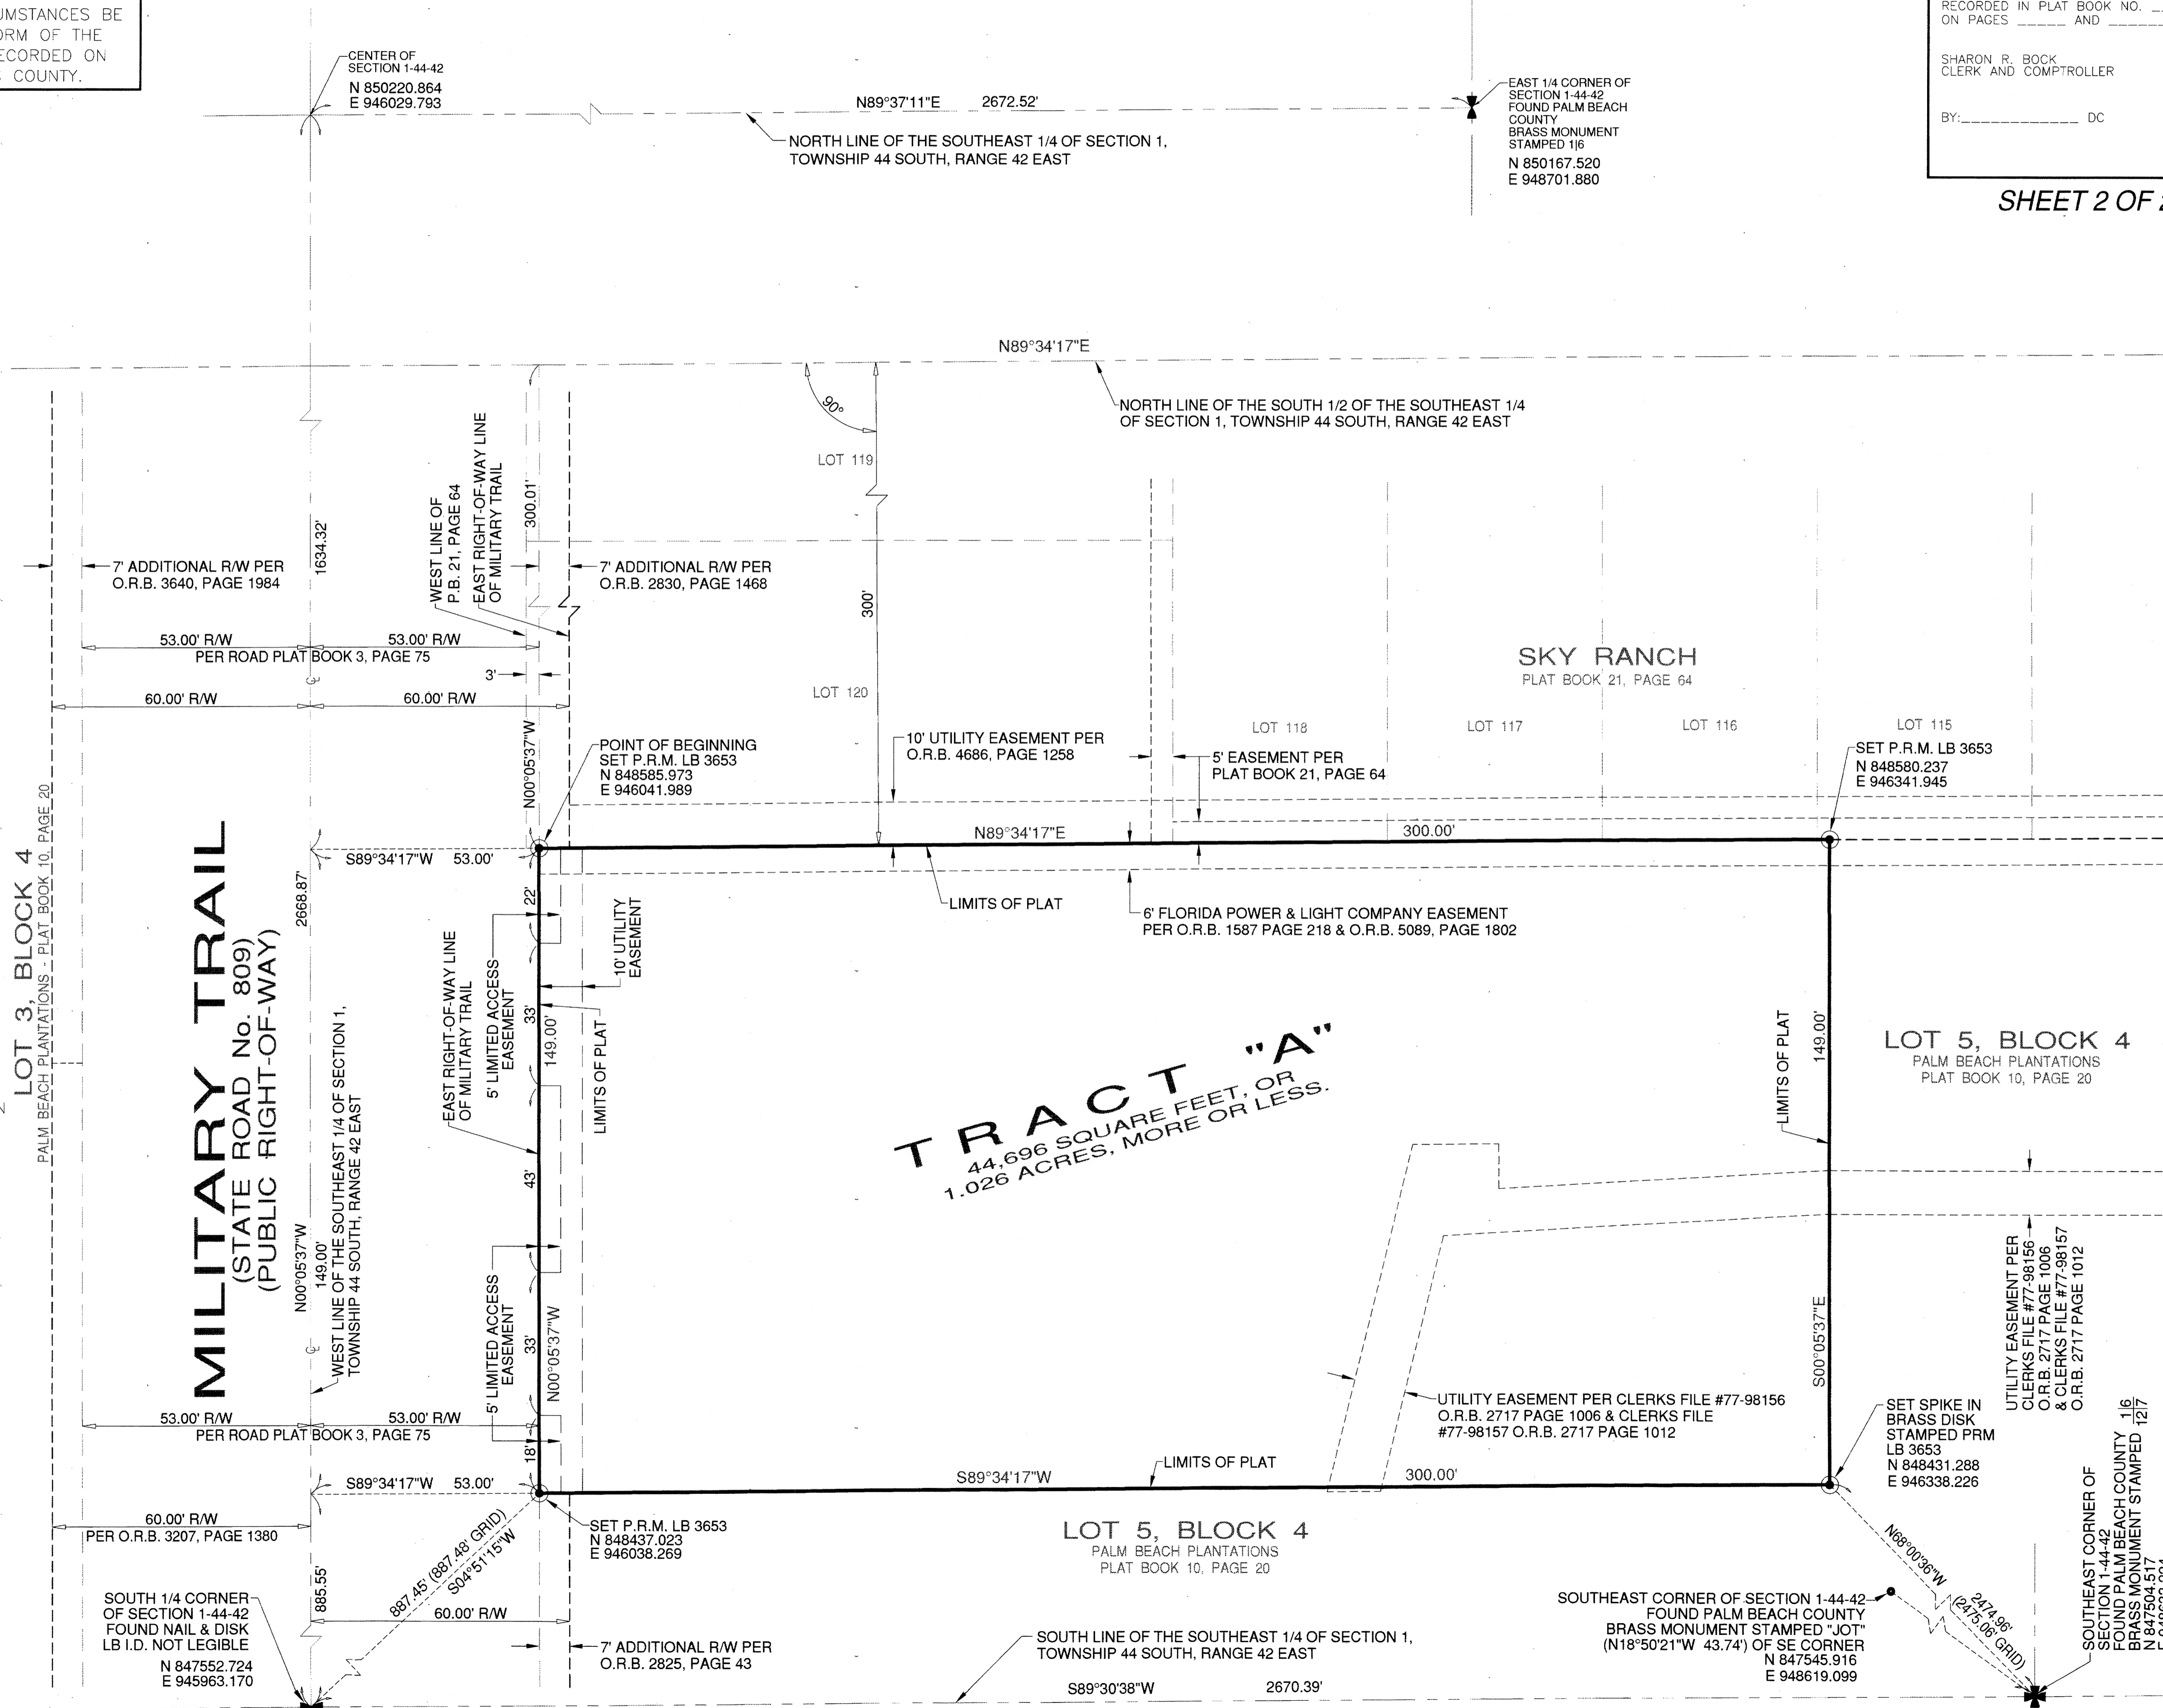 UMSTANCES BE
ORM OF THE
ECORDED ON
COUNTY.
RECORDED IN PLAT BOOK NO. __
ON PAGES _____ AND _____
SHARON R. BOCK
CLERK AND COMPTROLLER
BY:____________ DC
SHEET 2 OF 2
CENTER OF
SECTION 1-44-42
N 850220.864
E 946029.793
N89°37'11"E 2672.52'
NORTH LINE OF THE SOUTHEAST 1/4 OF SECTION 1,
TOWNSHIP 44 SOUTH, RANGE 42 EAST
EAST 1/4 CORNER OF
SECTION 1-44-42
FOUND PALM BEACH
COUNTY
BRASS MONUMENT
STAMPED 1|6
N 850167.520
E 948701.880
N89°34'17"E
90°
NORTH LINE OF THE SOUTH 1/2 OF THE SOUTHEAST 1/4
OF SECTION 1, TOWNSHIP 44 SOUTH, RANGE 42 EAST
LOT 119
1634.32'
WEST LINE OF
P.B. 21, PAGE 64
EAST RIGHT-OF-WAY LINE
OF MILITARY TRAIL
300.01'
300'
7' ADDITIONAL R/W PER
O.R.B. 3640, PAGE 1984
7' ADDITIONAL R/W PER
O.R.B. 2830, PAGE 1468
53.00' R/W
53.00' R/W
PER ROAD PLAT BOOK 3, PAGE 75
3'
60.00' R/W
60.00' R/W
LOT 120
SKY RANCH
PLAT BOOK 21, PAGE 64
LOT 118
LOT 117
LOT 116
LOT 115
N00°05'37"W
POINT OF BEGINNING
SET P.R.M. LB 3653
N 848585.973
E 946041.989
10' UTILITY EASEMENT PER
O.R.B. 4686, PAGE 1258
5' EASEMENT PER
PLAT BOOK 21, PAGE 64
SET P.R.M. LB 3653
N 848580.237
E 946341.945
N89°34'17"E
300.00'
S89°34'17"W 53.00'
LOT 3, BLOCK 4
PALM BEACH PLANTATIONS - PLAT BOOK 10, PAGE 20
MILITARY TRAIL
(STATE ROAD No. 809)
(PUBLIC RIGHT-OF-WAY)
2668.87'
N00°05'37"W
149.00'
WEST LINE OF THE SOUTHEAST 1/4 OF SECTION 1,
TOWNSHIP 44 SOUTH, RANGE 42 EAST
EAST RIGHT-OF-WAY LINE
OF MILITARY TRAIL
5' LIMITED ACCESS
EASEMENT
22'
33'
43'
33'
18'
149.00'
N00°05'37"W
10' UTILITY
EASEMENT
LIMITS OF PLAT
LIMITS OF PLAT
6' FLORIDA POWER & LIGHT COMPANY EASEMENT
PER O.R.B. 1587 PAGE 218 & O.R.B. 5089, PAGE 1802
TRACT "A"
44,696 SQUARE FEET, OR
1.026 ACRES, MORE OR LESS.
LIMITS OF PLAT
149.00'
S00°05'37"E
LOT 5, BLOCK 4
PALM BEACH PLANTATIONS
PLAT BOOK 10, PAGE 20
UTILITY EASEMENT PER
CLERKS FILE #77-98156
O.R.B. 2717 PAGE 1006
& CLERKS FILE #77-98157
O.R.B. 2717 PAGE 1012
5' LIMITED ACCESS
EASEMENT
UTILITY EASEMENT PER CLERKS FILE #77-98156
O.R.B. 2717 PAGE 1006 & CLERKS FILE
#77-98157 O.R.B. 2717 PAGE 1012
SET SPIKE IN
BRASS DISK
STAMPED PRM
LB 3653
N 848431.288
E 946338.226
53.00' R/W
53.00' R/W
PER ROAD PLAT BOOK 3, PAGE 75
S89°34'17"W 53.00'
S89°34'17"W
LIMITS OF PLAT
300.00'
60.00' R/W
PER O.R.B. 3207, PAGE 1380
SET P.R.M. LB 3653
N 848437.023
E 946038.269
887.45' (887.48' GRID)
S04°51'15"W
885.55'
60.00' R/W
SOUTH 1/4 CORNER
OF SECTION 1-44-42
FOUND NAIL & DISK
LB I.D. NOT LEGIBLE
N 847552.724
E 945963.170
7' ADDITIONAL R/W PER
O.R.B. 2825, PAGE 43
LOT 5, BLOCK 4
PALM BEACH PLANTATIONS
PLAT BOOK 10, PAGE 20
SOUTH LINE OF THE SOUTHEAST 1/4 OF SECTION 1,
TOWNSHIP 44 SOUTH, RANGE 42 EAST
S89°30'38"W 2670.39'
SOUTHEAST CORNER OF SECTION 1-44-42
FOUND PALM BEACH COUNTY
BRASS MONUMENT STAMPED "JOT"
(N18°50'21"W 43.74') OF SE CORNER
N 847545.916
E 948619.099
N68°00'36"W
2474.96'
(2475.06' GRID)
SOUTHEAST CORNER OF
SECTION 1-44-42
FOUND PALM BEACH COUNTY 1|6
BRASS MONUMENT STAMPED 12|7
N 847504.517